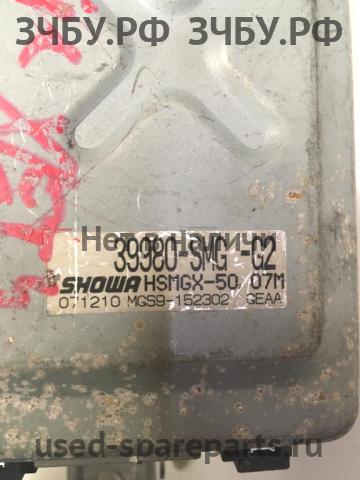 ЗЧБУ.РФ ЗЧБУ.РФ
Нет в наличии
39980-SMG -G2
SHOWA HSMGX-50 07M
071210 MGS9-152302 GEAA
used-spareparts.ru